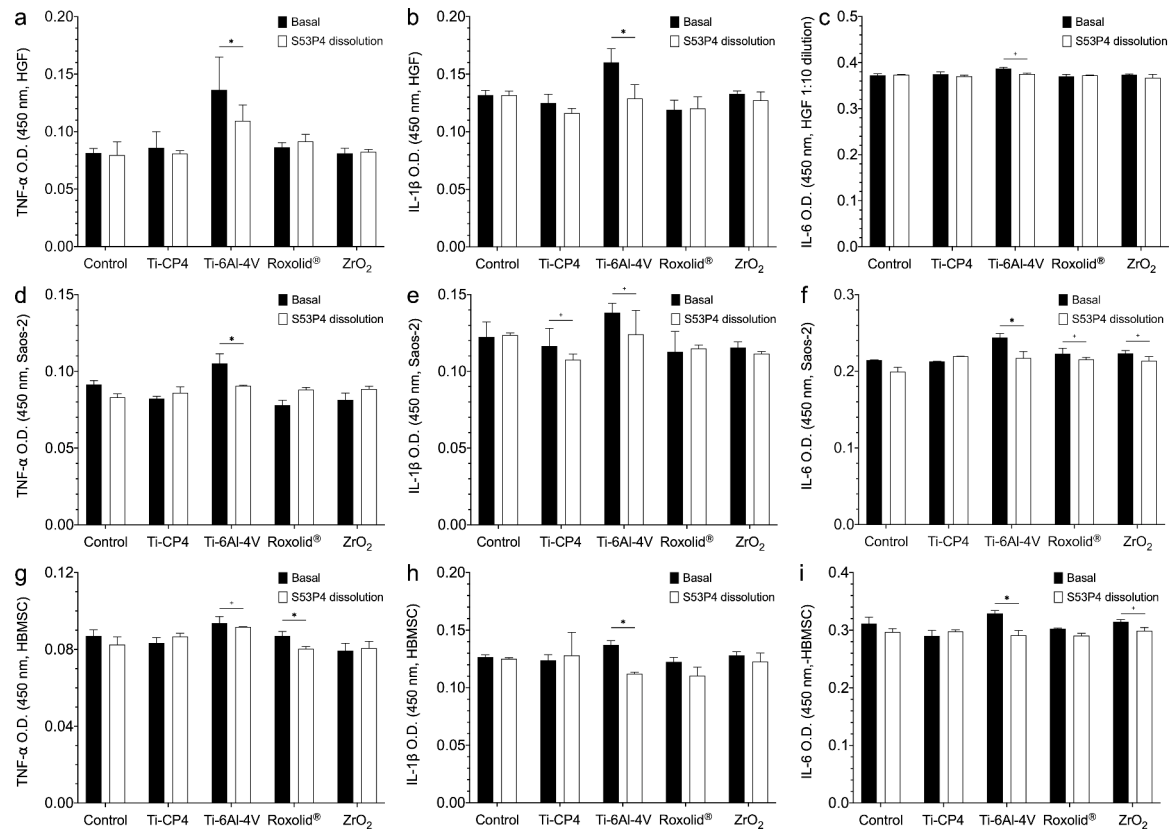 a
TNF-α O.D. (450 nm, HGF)
0.20
0.15
0.10
0.05
0.00
Basal
S53P4 dissolution
*
Control Ti-CP4 Ti-6Al-4V Roxolid® ZrO₂
b
IL-1β O.D. (450 nm, HGF)
0.20
0.15
0.10
0.05
0.00
Basal
S53P4 dissolution
*
Control Ti-CP4 Ti-6Al-4V Roxolid® ZrO₂
c
IL-6 O.D. (450 nm, HGF 1:10 dilution)
0.5
0.4
0.3
0.2
0.1
0.0
Basal
S53P4 dissolution
+
Control Ti-CP4 Ti-6Al-4V Roxolid® ZrO₂
d
TNF-α O.D. (450 nm, Saos-2)
0.15
0.10
0.05
0.00
Basal
S53P4 dissolution
*
Control Ti-CP4 Ti-6Al-4V Roxolid® ZrO₂
e
IL-1β O.D. (450 nm, Saos-2)
0.15
0.10
0.05
0.00
Basal
S53P4 dissolution
+ +
Control Ti-CP4 Ti-6Al-4V Roxolid® ZrO₂
f
IL-6 O.D. (450 nm, Saos-2)
0.3
0.2
0.1
0.0
Basal
S53P4 dissolution
* + +
Control Ti-CP4 Ti-6Al-4V Roxolid® ZrO₂
g
TNF-α O.D. (450 nm, HBMSC)
0.12
0.08
0.04
0.00
Basal
S53P4 dissolution
+ *
Control Ti-CP4 Ti-6Al-4V Roxolid® ZrO₂
h
IL-1β O.D. (450 nm, HBMSC)
0.20
0.15
0.10
0.05
0.00
Basal
S53P4 dissolution
*
Control Ti-CP4 Ti-6Al-4V Roxolid® ZrO₂
i
IL-6 O.D. (450 nm,-HBMSC)
0.4
0.3
0.2
0.1
0.0
Basal
S53P4 dissolution
* +
Control Ti-CP4 Ti-6Al-4V Roxolid® ZrO₂